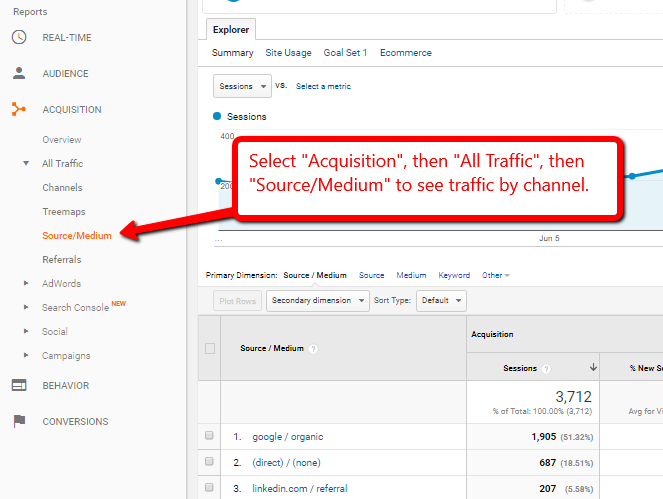 Reports
REAL-TIME
AUDIENCE
ACQUISITION
Overview
All Traffic
Channels
Treemaps
Source/Medium
Referrals
AdWords
Search Console NEW
Social
Campaigns
BEHAVIOR
CONVERSIONS
Explorer
Summary Site Usage Goal Set 1 Ecommerce
Sessions VS. Select a metric
Sessions
400
200
Select "Acquisition", then "All Traffic", then
"Source/Medium" to see traffic by channel.
... Jun 5
Primary Dimension: Source / Medium Source Medium Keyword Other
Plot Rows Secondary dimension Sort Type: Default
Source / Medium ? Acquisition
Sessions ? % New Se
3,712
% of Total: 100.00% (3,712) Avg for Vi
1. google / organic 1,905 (51.32%)
2. (direct) / (none) 687 (18.51%)
3. linkedin.com / referral 207 (5.58%)